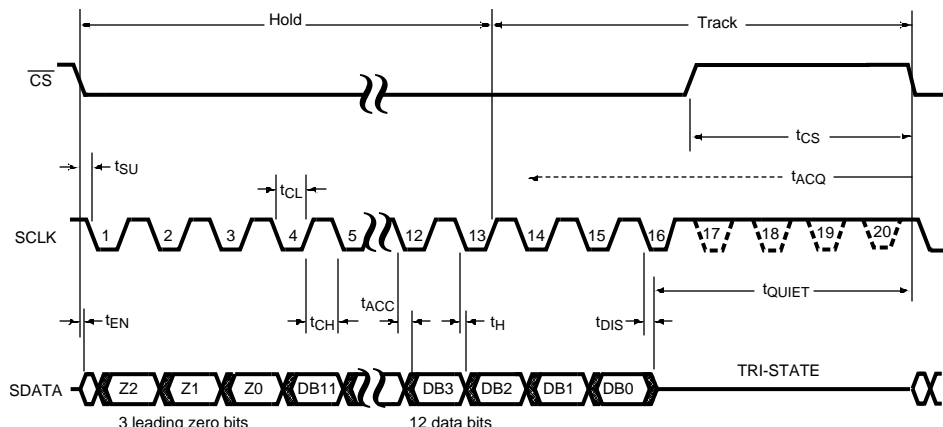 Hold Track
CS
tCS
tSU
tCL
tACQ
SCLK 1 2 3 4 5 12 13 14 15 16 17 18 19 20
tQUIET
tACC
tEN tCH tH tDIS
SDATA Z2 Z1 Z0 DB11 DB3 DB2 DB1 DB0 TRI-STATE
3 leading zero bits 12 data bits